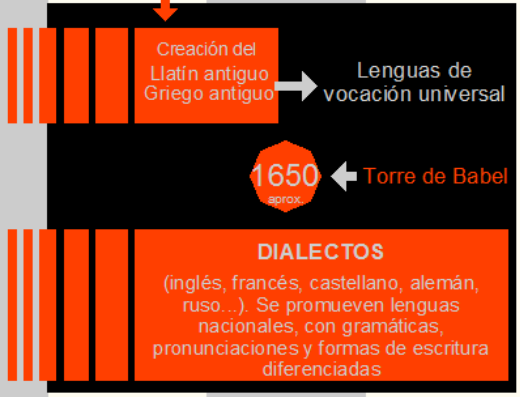 Creación del
Llatín antiguo
Griego antiguo
Lenguas de
vocación universal
1650
aprox.
Torre de Babel
DIALECTOS
(inglés, francés, castellano, alemán,
ruso...). Se promueven lenguas
nacionales, con gramáticas,
pronunciaciones y formas de escritura
diferenciadas